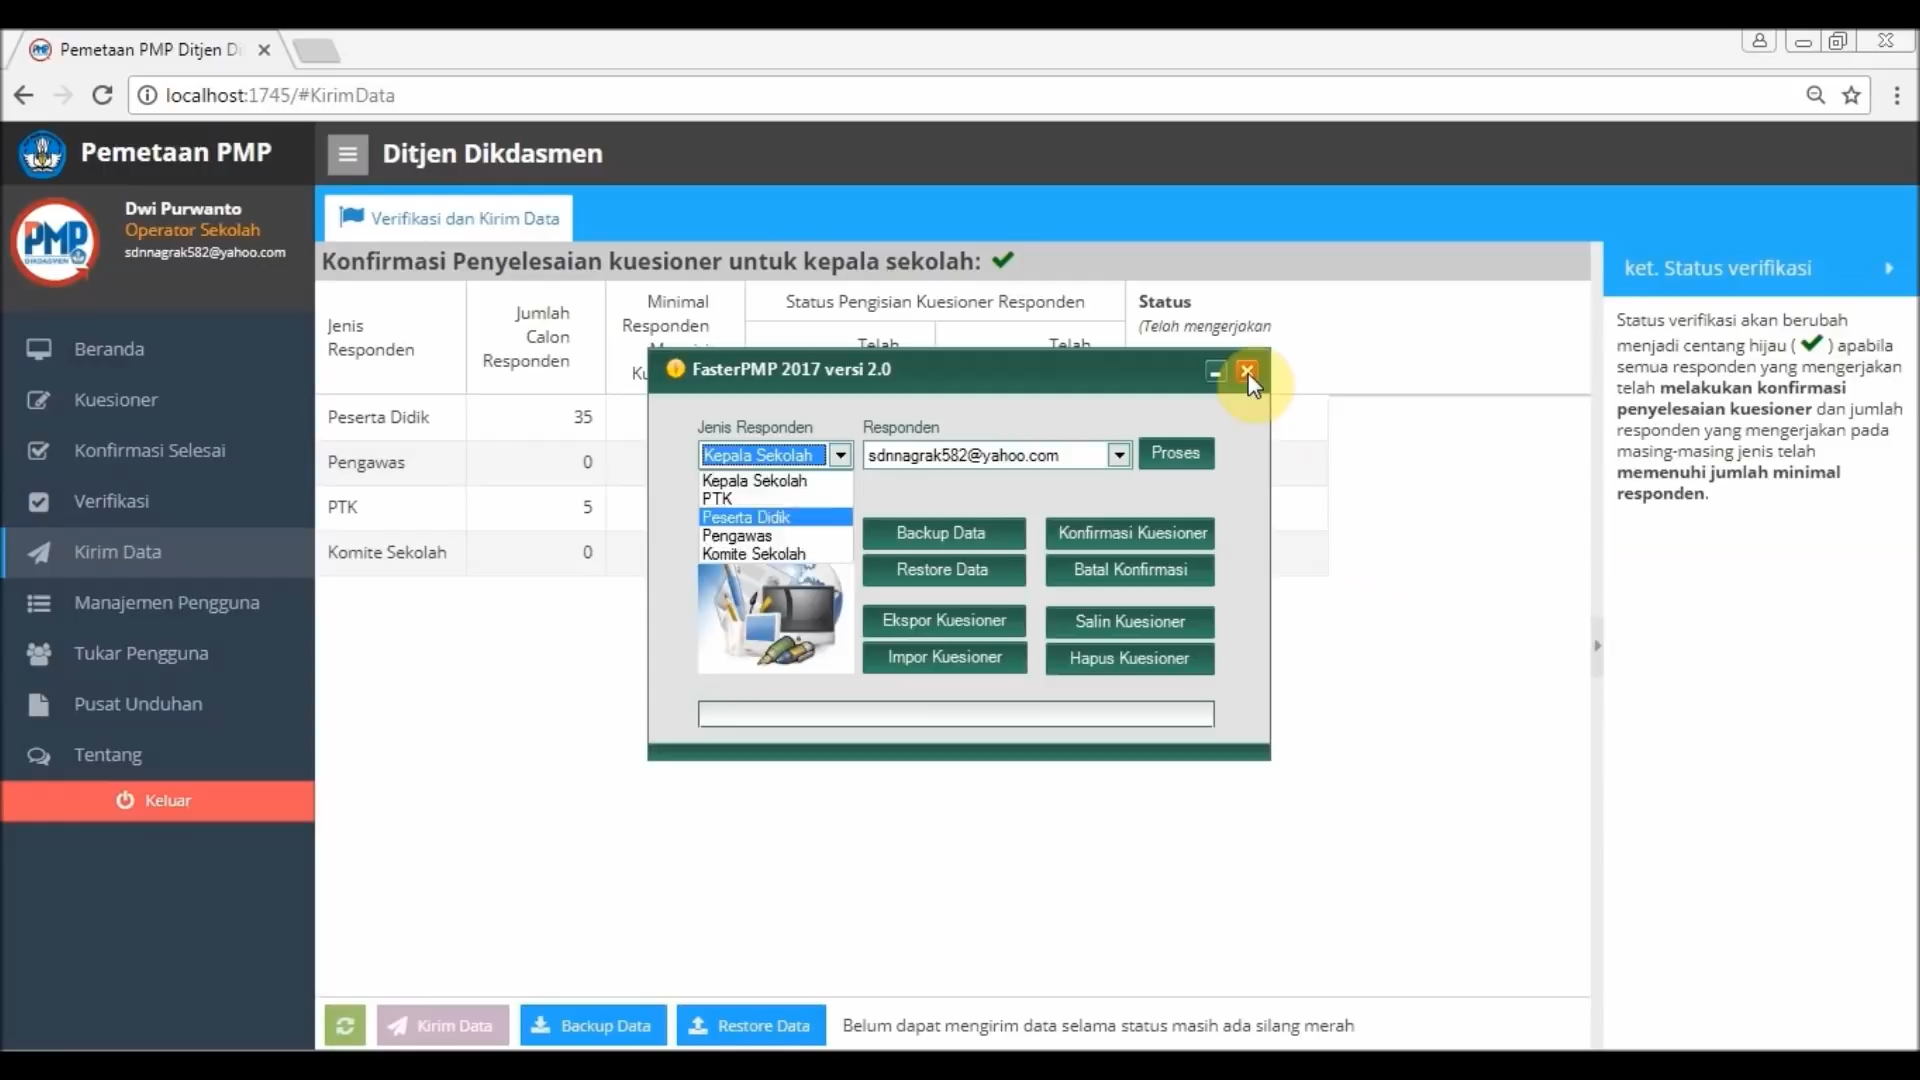 Pemetaan PMP Ditjen Di
localhost:1745/#KirimData
Pemetaan PMP
Ditjen Dikdasmen
Dwi Purwanto
Operator Sekolah
sdnnagrak582@yahoo.com
PMP
DIKDASMEN
Beranda
Kuesioner
Konfirmasi Selesai
Verifikasi
Kirim Data
Manajemen Pengguna
Tukar Pengguna
Pusat Unduhan
Tentang
Keluar
Verifikasi dan Kirim Data
Konfirmasi Penyelesaian kuesioner untuk kepala sekolah:
Jenis
Responden
Jumlah
Calon
Responden
Minimal
Responden
Status Pengisian Kuesioner Responden
Telah
Telah
Status
(Telah mengerjakan
Peserta Didik 35
Pengawas 0
PTK 5
Komite Sekolah 0
FasterPMP 2017 versi 2.0
Jenis Responden
Responden
Kepala Sekolah
sdnnagrak582@yahoo.com
Proses
Kepala Sekolah
PTK
Peserta Didik
Pengawas
Komite Sekolah
Backup Data
Konfirmasi Kuesioner
Restore Data
Batal Konfirmasi
Ekspor Kuesioner
Salin Kuesioner
Impor Kuesioner
Hapus Kuesioner
ket. Status verifikasi
Status verifikasi akan berubah
menjadi centang hijau ( ✔ ) apabila
semua responden yang mengerjakan
telah melakukan konfirmasi
penyelesaian kuesioner dan jumlah
responden yang mengerjakan pada
masing-masing jenis telah
memenuhi jumlah minimal
responden.
Kirim Data
Backup Data
Restore Data
Belum dapat mengirim data selama status masih ada silang merah